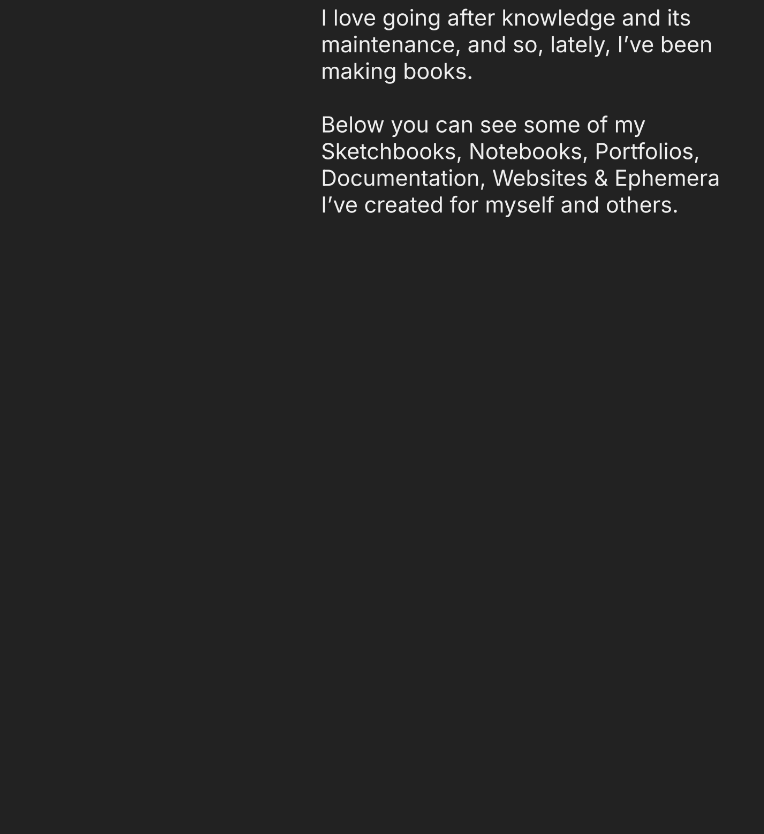 I love going after knowledge and its
maintenance, and so, lately, I’ve been
making books.
Below you can see some of my
Sketchbooks, Notebooks, Portfolios,
Documentation, Websites & Ephemera
I’ve created for myself and others.